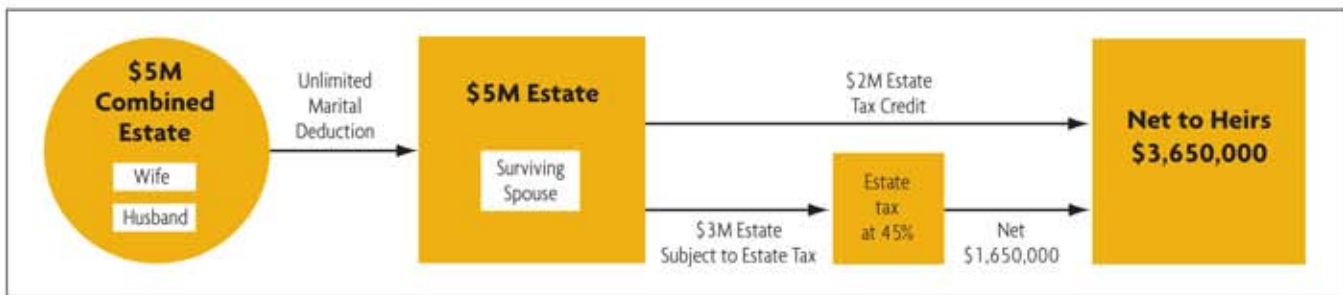 $5M
Combined
Estate
Wife
Husband
Unlimited
Marital
Deduction
$5M Estate
Surviving
Spouse
$2M Estate
Tax Credit
$3M Estate
Subject to Estate Tax
Estate
tax
at 45%
Net
$1,650,000
Net to Heirs
$3,650,000